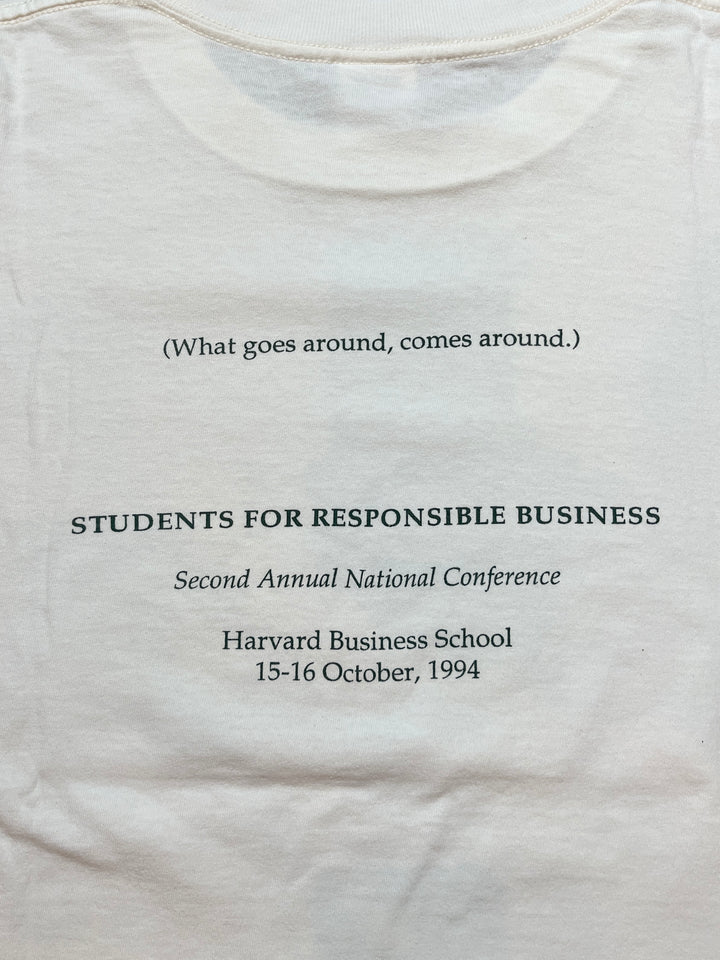 (What goes around, comes around.)
STUDENTS FOR RESPONSIBLE BUSINESS
Second Annual National Conference
Harvard Business School
15-16 October, 1994